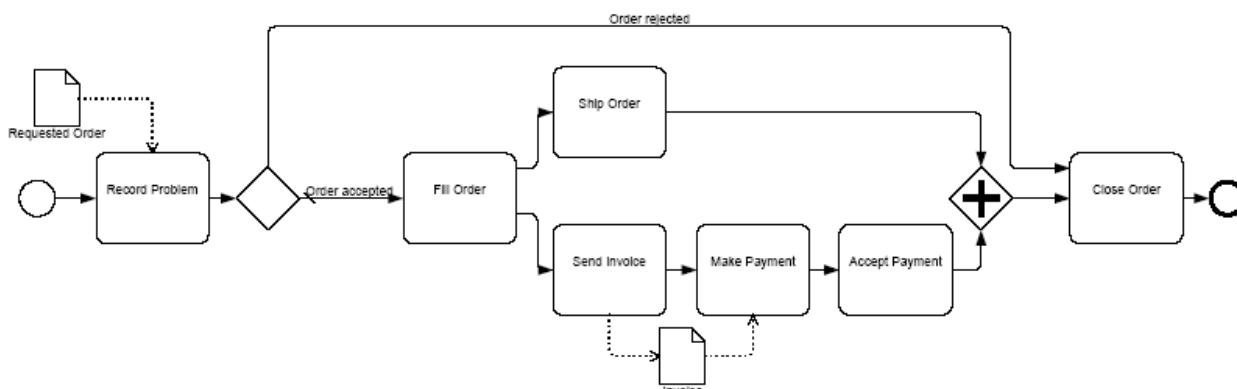 Order rejected
Requested Order
Record Problem
Order accepted
Fill Order
Ship Order
Send Invoice
Make Payment
Accept Payment
Close Order